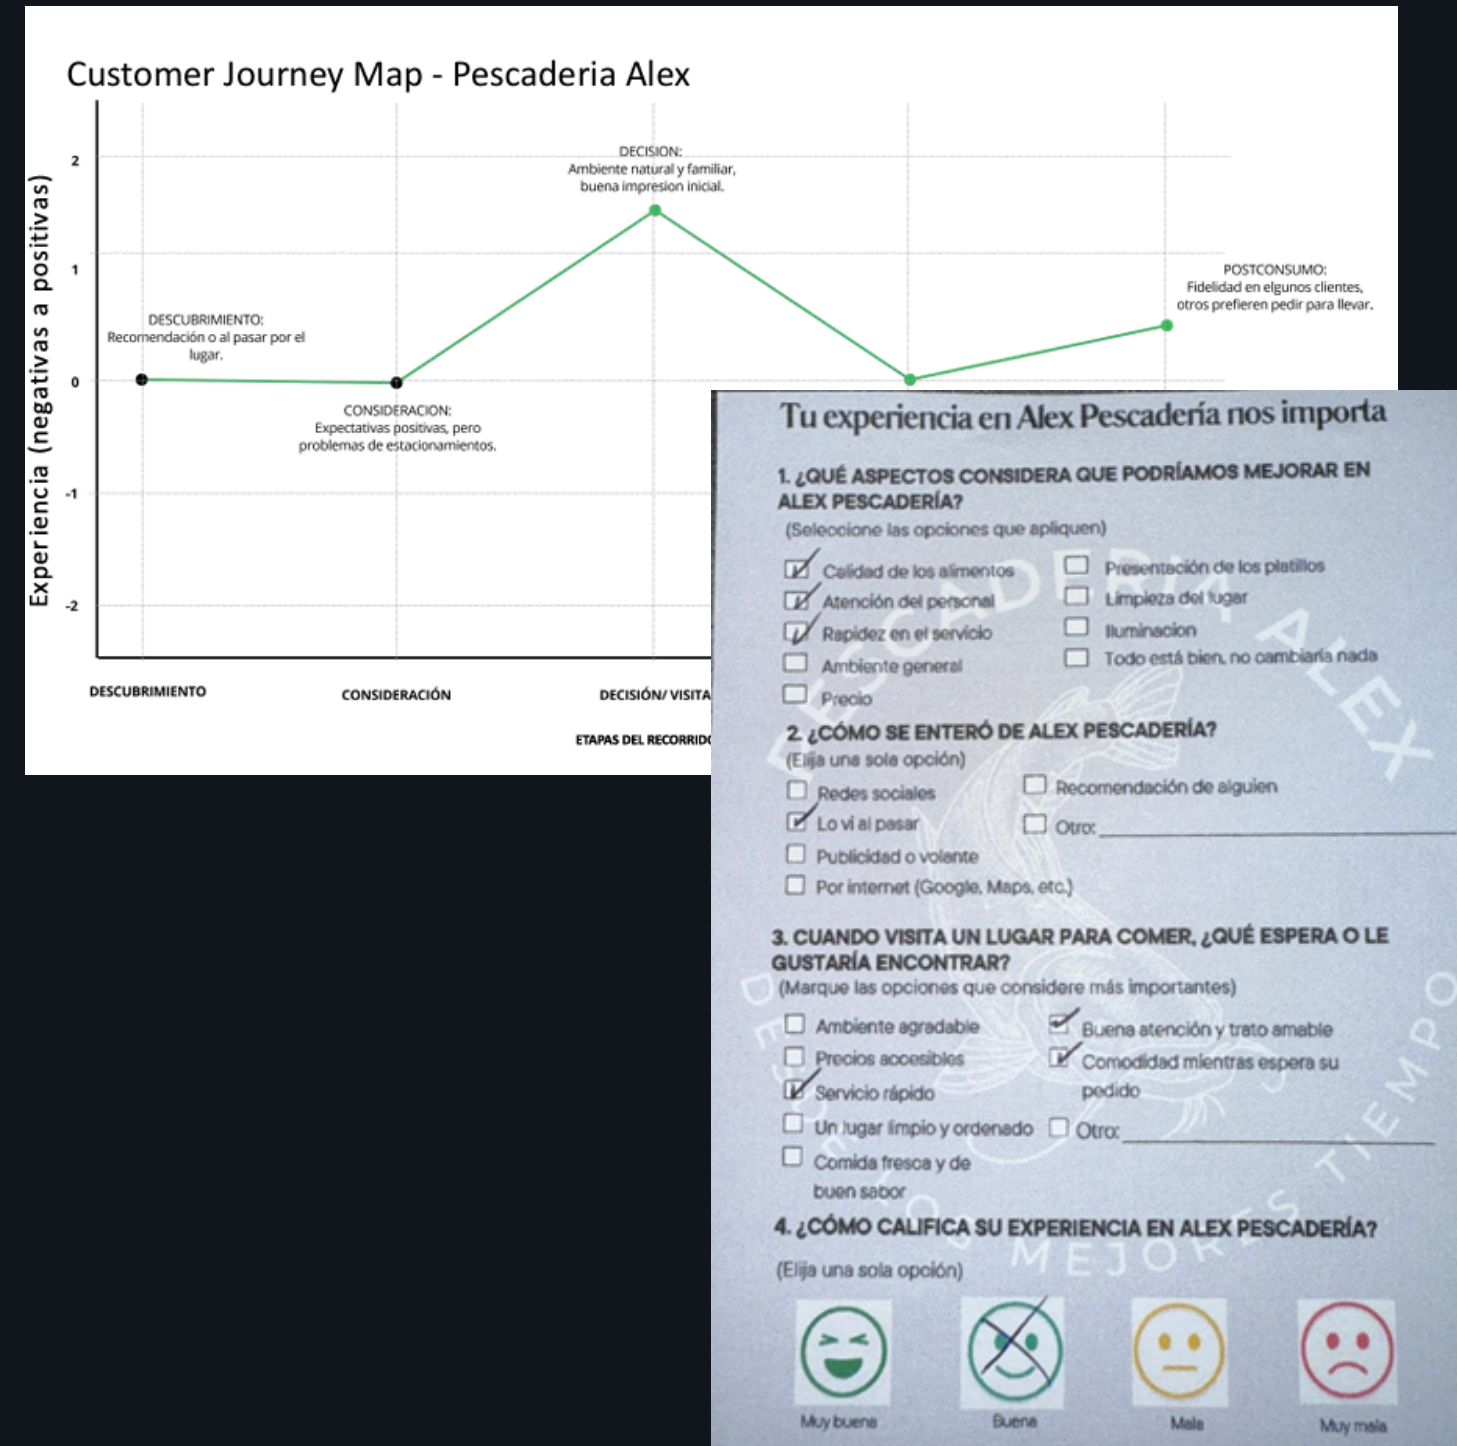 Customer Journey Map - Pescaderia Alex
Experiencia (negativas a positivas)
2
1
0
-1
-2
DESCUBRIMIENTO:
Recomendación o al pasar por el
lugar.
CONSIDERACION:
Expectativas positivas, pero
problemas de estacionamientos.
DECISION:
Ambiente natural y familiar,
buena impresion inicial.
POSTCONSUMO:
Fidelidad en elgunos clientes,
otros prefieren pedir para llevar.
DESCUBRIMIENTO
CONSIDERACIÓN
DECISIÓN/ VISITA
ETAPAS DEL RECORRIDO
Tu experiencia en Alex Pescadería nos importa
1. ¿QUÉ ASPECTOS CONSIDERA QUE PODRÍAMOS MEJORAR EN
ALEX PESCADERÍA?
(Seleccione las opciones que apliquen)
Calidad de los alimentos
Atención del personal
Rapidez en el servicio
Ambiente general
Precio
Presentación de los platillos
Limpieza del lugar
Iluminacion
Todo está bien, no cambiaria nada
2. ¿CÓMO SE ENTERÓ DE ALEX PESCADERÍA?
(Elija una sola opción)
Redes sociales
Lo vi al pasar
Publicidad o volante
Por internet (Google, Maps, etc.)
Recomendación de alguien
Otro:
3. CUANDO VISITA UN LUGAR PARA COMER, ¿QUÉ ESPERA O LE
GUSTARÍA ENCONTRAR?
(Marque las opciones que considere más importantes)
Ambiente agradable
Precios accesibles
Servicio rápido
Un lugar limpio y ordenado
Comida fresca y de
buen sabor
Buena atención y trato amable
Comodidad mientras espera su
pedido
Otro:
4. ¿CÓMO CALIFICA SU EXPERIENCIA EN ALEX PESCADERÍA?
(Elija una sola opción)
Muy buena
Buena
Mala
Muy mala
PESCADERIA ALEX
MEJORES TIEMPO